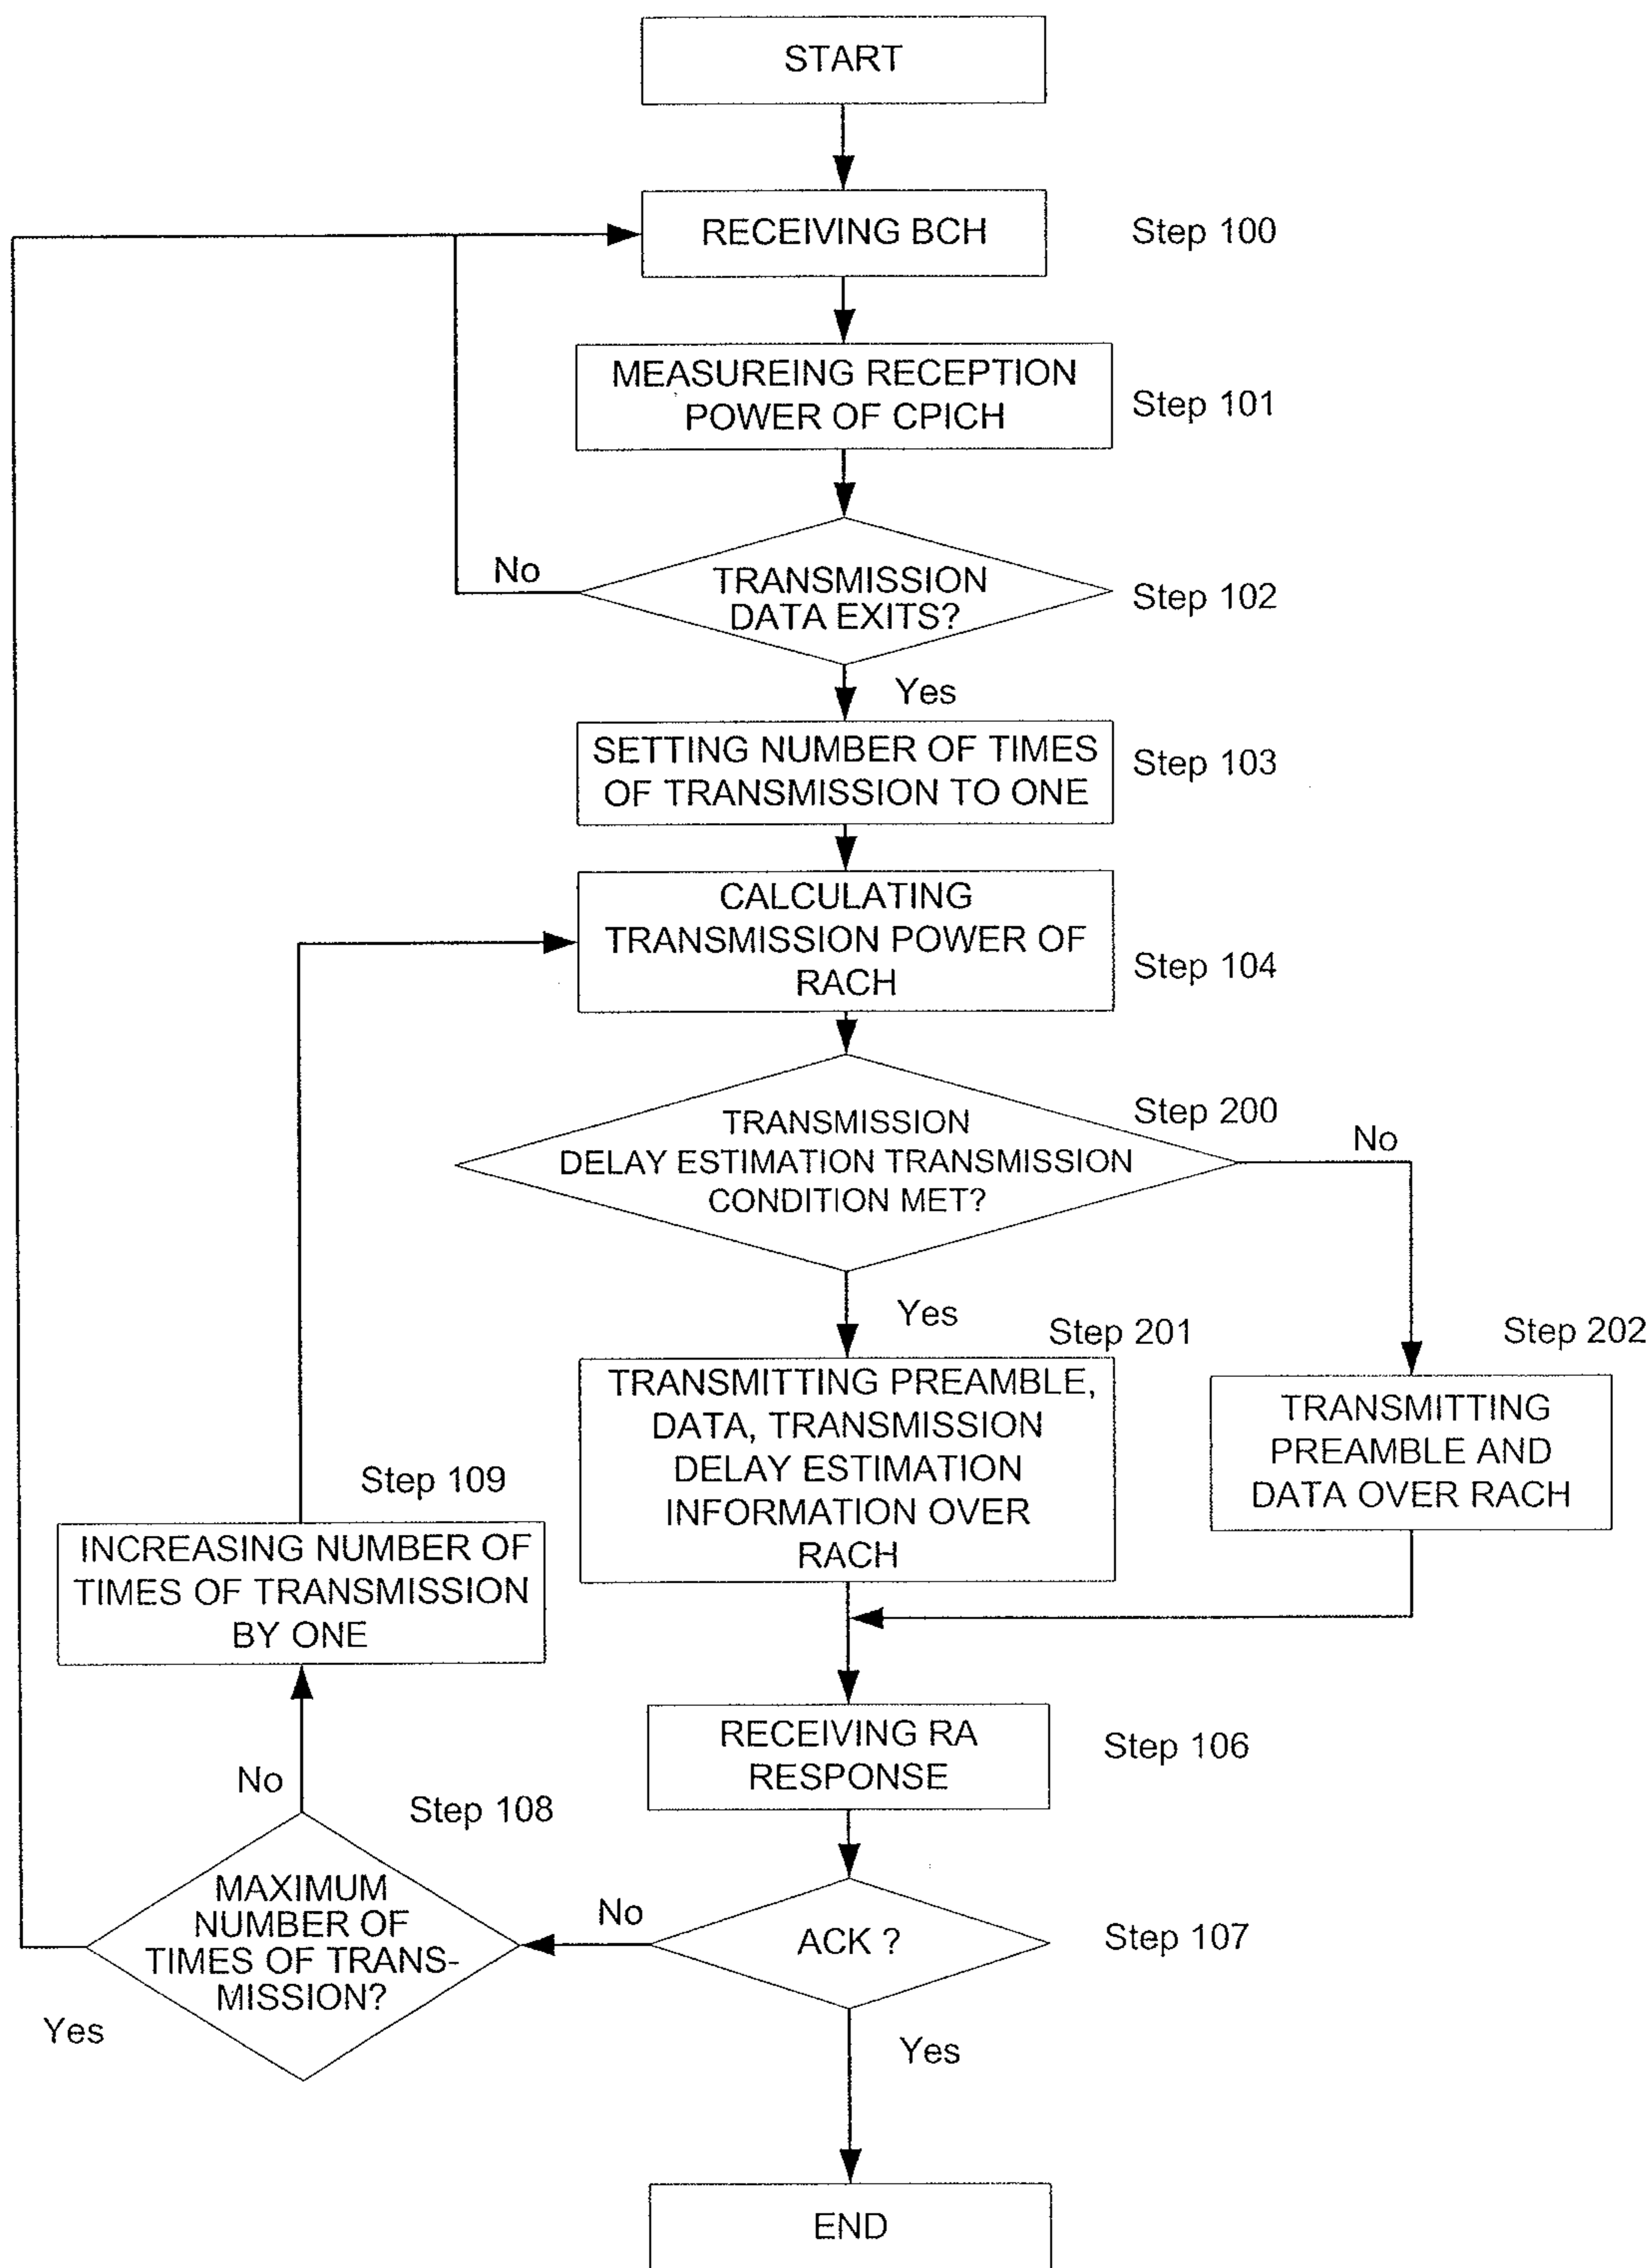 START
RECEIVING BCH
Step 100
MEASUREING RECEPTION
POWER OF CPICH
Step 101
TRANSMISSION
DATA EXITS?
No
Step 102
Yes
SETTING NUMBER OF TIMES
OF TRANSMISSION TO ONE
Step 103
CALCULATING
TRANSMISSION POWER OF
RACH
Step 104
TRANSMISSION
DELAY ESTIMATION TRANSMISSION
CONDITION MET?
Step 200
No
Yes
Step 201
TRANSMITTING PREAMBLE,
DATA, TRANSMISSION
DELAY ESTIMATION
INFORMATION OVER
RACH
Step 202
TRANSMITTING
PREAMBLE AND
DATA OVER RACH
Step 109
INCREASING NUMBER OF
TIMES OF TRANSMISSION
BY ONE
RECEIVING RA
RESPONSE
Step 106
No
Step 108
MAXIMUM
NUMBER OF
TIMES OF TRANS-
MISSION?
Yes
No
ACK ?
Step 107
Yes
END